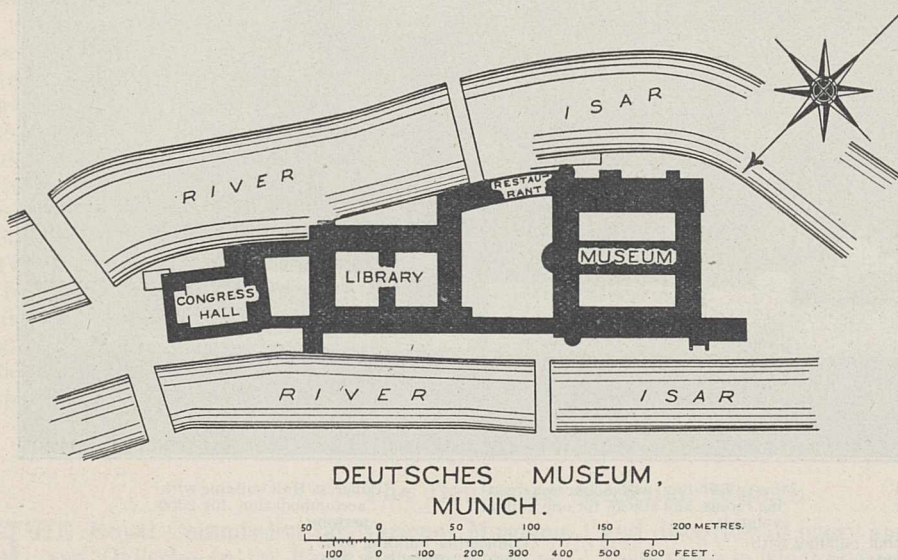 ISAR
RIVER
RESTAU-
RANT
MUSEUM
LIBRARY
CONGRESS
HALL
RIVER ISAR
DEUTSCHES MUSEUM,
MUNICH.
50 0 50 100 150 200 METRES.
100 0 100 200 300 400 500 600 FEET.